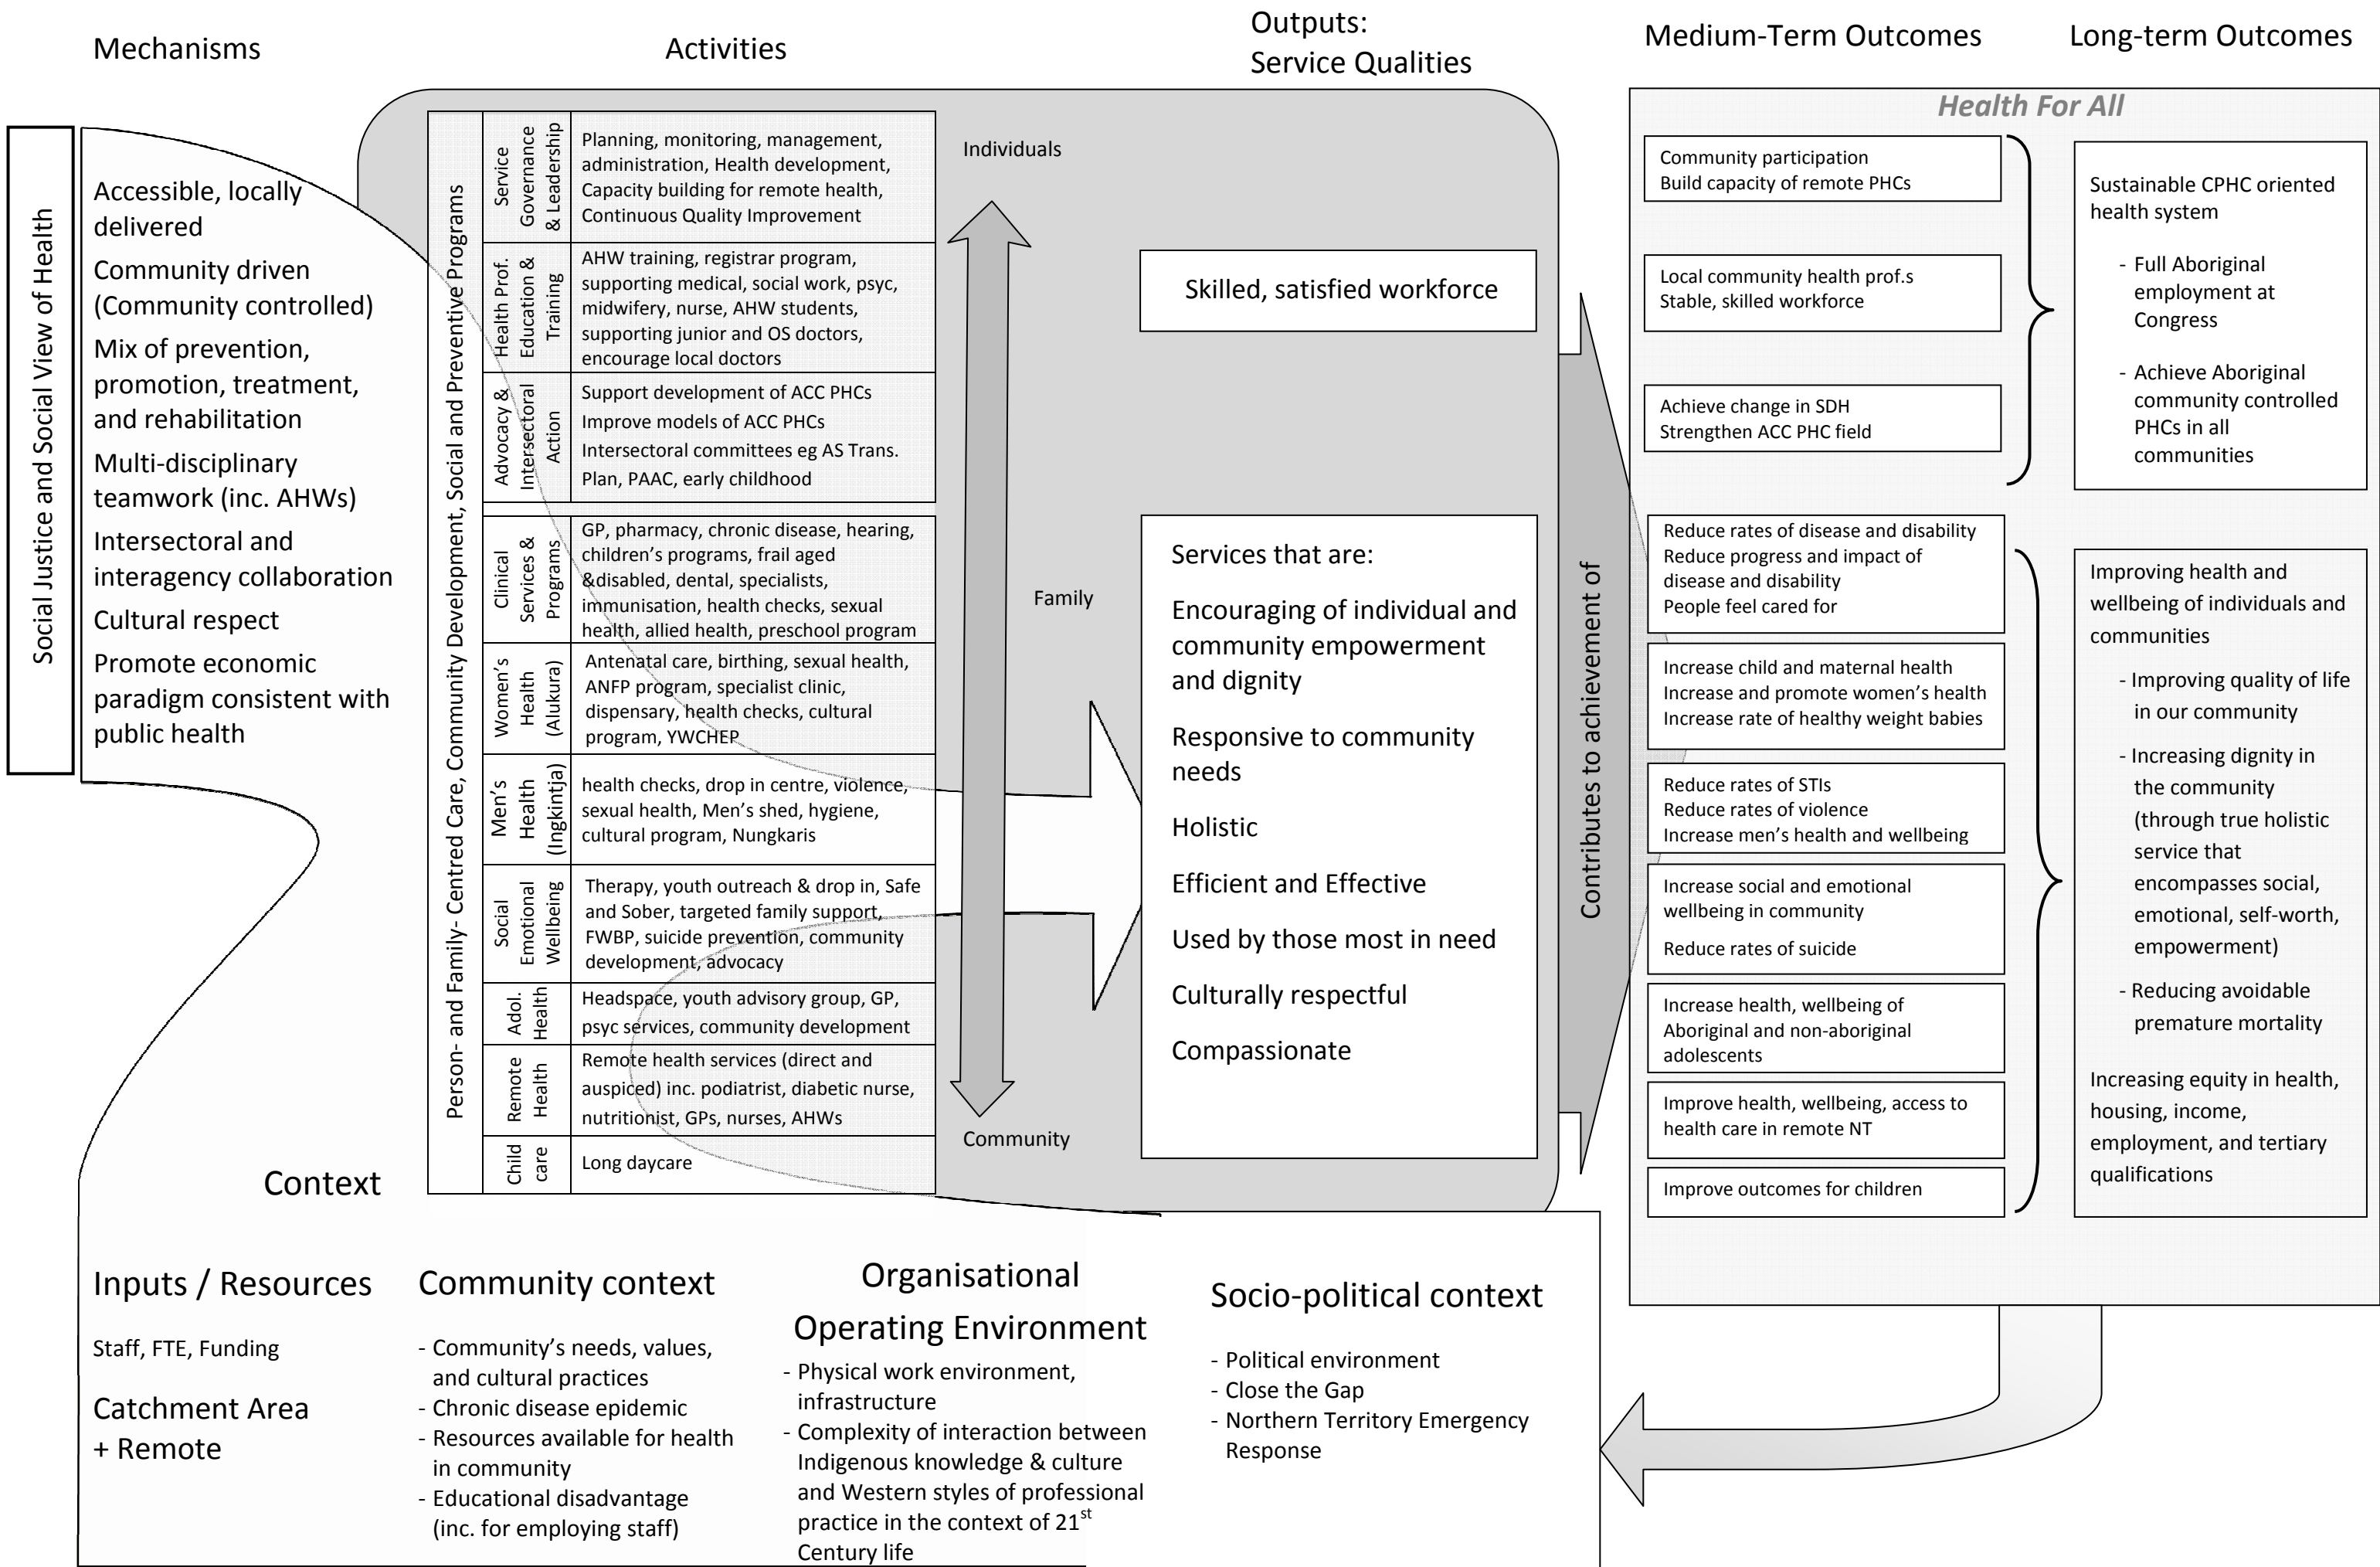 Mechanisms
Activities
Outputs:
Service Qualities
Medium-Term Outcomes
Long-term Outcomes
Social Justice and Social View of Health
Accessible, locally
delivered
Community driven
(Community controlled)
Mix of prevention,
promotion, treatment,
and rehabilitation
Multi-disciplinary
teamwork (inc. AHWs)
Intersectoral and
interagency collaboration
Cultural respect
Promote economic
paradigm consistent with
public health
Person- and Family- Centred Care, Community Development, Social and Preventive Programs
Service
Governance
& Leadership
Planning, monitoring, management,
administration, Health development,
Capacity building for remote health,
Continuous Quality Improvement
Health Prof.
Education &
Training
AHW training, registrar program,
supporting medical, social work, psyc,
midwifery, nurse, AHW students,
supporting junior and OS doctors,
encourage local doctors
Advocacy &
Intersectoral
Action
Support development of ACC PHCs
Improve models of ACC PHCs
Intersectoral committees eg AS Trans.
Plan, PAAC, early childhood
Clinical
Services &
Programs
GP, pharmacy, chronic disease, hearing,
children's programs, frail aged
&disabled, dental, specialists,
immunisation, health checks, sexual
health, allied health, preschool program
Women's
Health
(Alukura)
Antenatal care, birthing, sexual health,
ANFP program, specialist clinic,
dispensary, health checks, cultural
program, YWCHEP
Men's
Health
(Ingkintja)
health checks, drop in centre, violence,
sexual health, Men's shed, hygiene,
cultural program, Nungkaris
Social
Emotional
Wellbeing
Therapy, youth outreach & drop in, Safe
and Sober, targeted family support,
FWBP, suicide prevention, community
development, advocacy
Adol.
Health
Headspace, youth advisory group, GP,
psyc services, community development
Remote
Health
Remote health services (direct and
auspiced) inc. podiatrist, diabetic nurse,
nutritionist, GPs, nurses, AHWs
Child
care
Long daycare
Individuals
Family
Community
Skilled, satisfied workforce
Services that are:
Encouraging of individual and
community empowerment
and dignity
Responsive to community
needs
Holistic
Efficient and Effective
Used by those most in need
Culturally respectful
Compassionate
Contributes to achievement of
Health For All
Community participation
Build capacity of remote PHCs
Local community health prof.s
Stable, skilled workforce
Achieve change in SDH
Strengthen ACC PHC field
Reduce rates of disease and disability
Reduce progress and impact of
disease and disability
People feel cared for
Increase child and maternal health
Increase and promote women's health
Increase rate of healthy weight babies
Reduce rates of STIs
Reduce rates of violence
Increase men's health and wellbeing
Increase social and emotional
wellbeing in community
Reduce rates of suicide
Increase health, wellbeing of
Aboriginal and non-aboriginal
adolescents
Improve health, wellbeing, access to
health care in remote NT
Improve outcomes for children
Sustainable CPHC oriented
health system
- Full Aboriginal
employment at
Congress
- Achieve Aboriginal
community controlled
PHCs in all
communities
Improving health and
wellbeing of individuals and
communities
- Improving quality of life
in our community
- Increasing dignity in
the community
(through true holistic
service that
encompasses social,
emotional, self-worth,
empowerment)
- Reducing avoidable
premature mortality
Increasing equity in health,
housing, income,
employment, and tertiary
qualifications
Context
Inputs / Resources
Staff, FTE, Funding
Catchment Area
+ Remote
Community context
- Community's needs, values,
and cultural practices
- Chronic disease epidemic
- Resources available for health
in community
- Educational disadvantage
(inc. for employing staff)
Organisational
Operating Environment
- Physical work environment,
infrastructure
- Complexity of interaction between
Indigenous knowledge & culture
and Western styles of professional
practice in the context of 21st
Century life
Socio-political context
- Political environment
- Close the Gap
- Northern Territory Emergency
Response